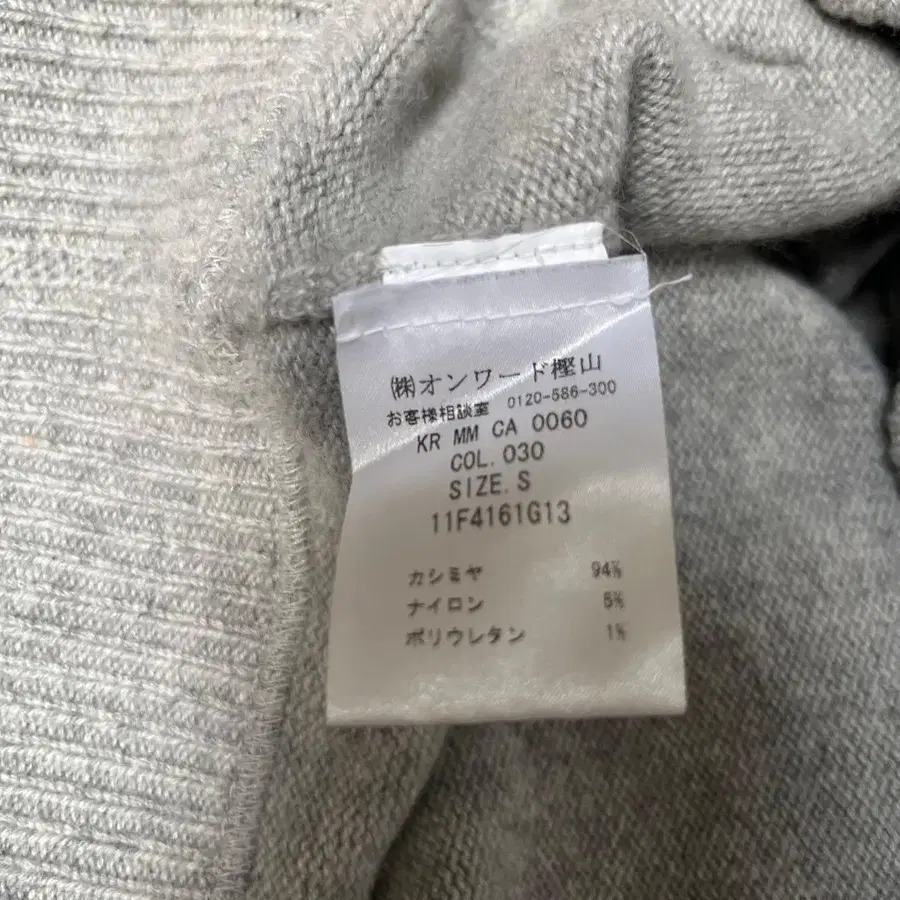 ㈱オンワード樫山
お客様相談室 0120-586-300
KR MM CA 0060
COL. 030
SIZE. S
11F4161G13
カシミヤ 94%
ナイロン 5%
ポリウレタン 1%